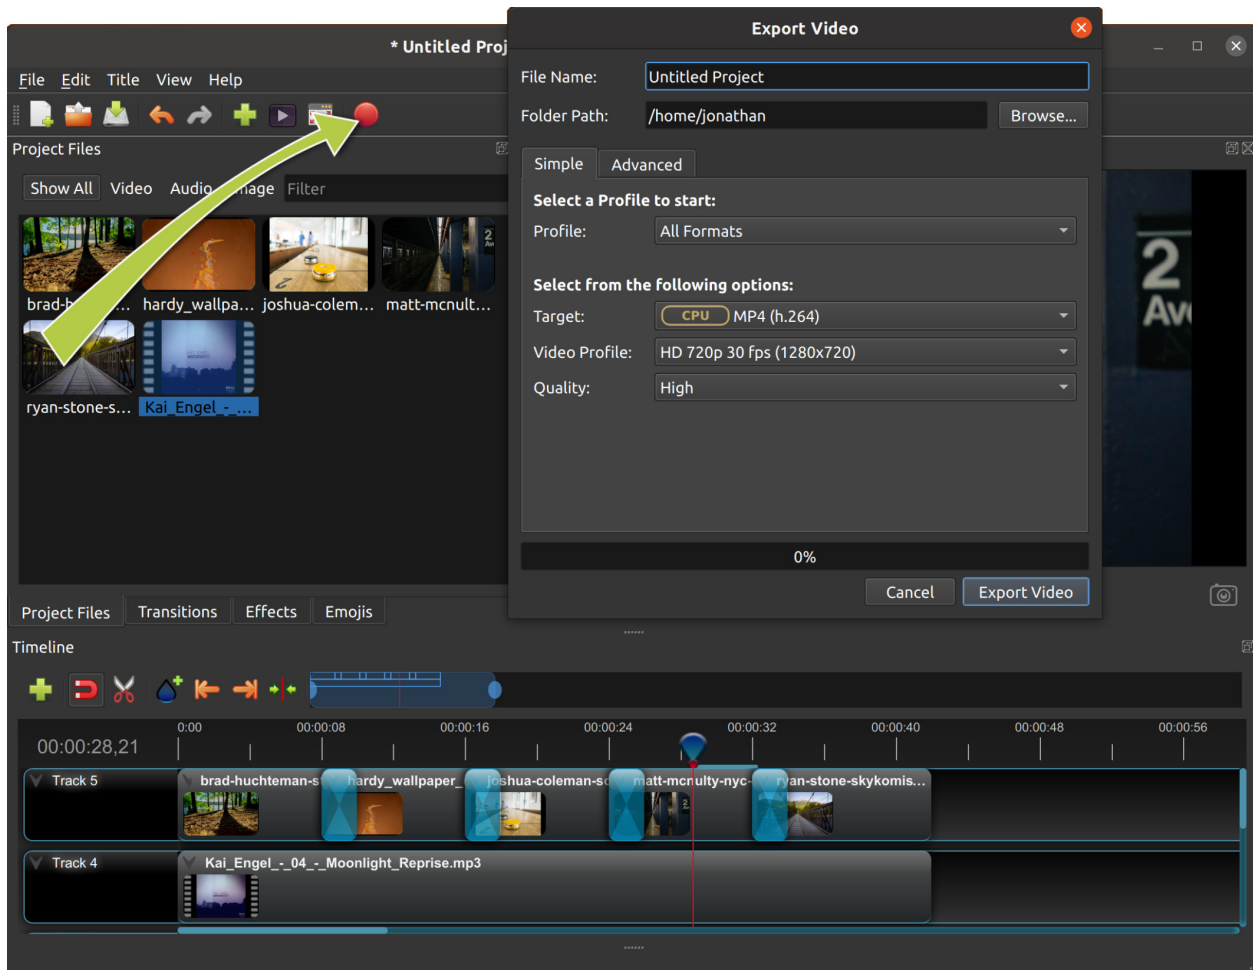 * Untitled Proj
Export Video
File Edit Title View Help
File Name: Untitled Project
Folder Path: /home/jonathan Browse...
Project Files
Simple Advanced
Show All Video Audio mage Filter
Select a Profile to start:
Profile: All Formats
Select from the following options:
Target: CPU MP4 (h.264)
Video Profile: HD 720p 30 fps (1280x720)
Quality: High
brad-h... hardy_wallpa... joshua-colem... matt-mcnult...
ryan-stone-s... Kai_Engel_-_...
2
Av
0%
Cancel Export Video
Project Files Transitions Effects Emojis
Timeline
0:00 00:00:08 00:00:16 00:00:24 00:00:32 00:00:40 00:00:48 00:00:56
00:00:28,21
Track 5 brad-huchteman-s hardy_wallpaper_ joshua-coleman-sc matt-mcnulty-nyc- ryan-stone-skykomis...
Track 4 Kai_Engel_-_04_-_Moonlight_Reprise.mp3